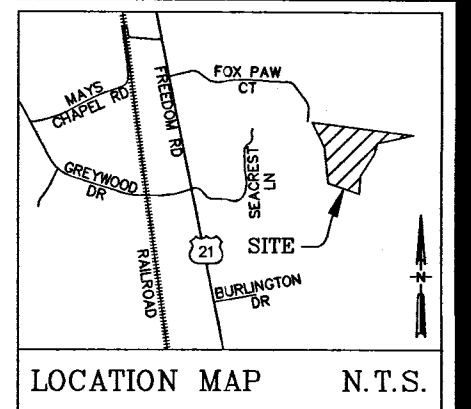 MAYS
CHAPEL RD
FREEDOM RD
FOX PAW
CT
GREYWOOD
DR
SEACREST
LN
21
SITE
N
RAILROAD
BURLINGTON
DR
LOCATION MAP N.T.S.